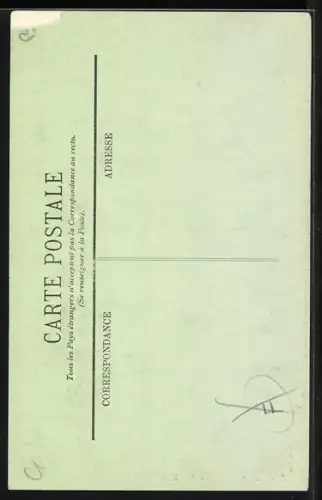 CARTE POSTALE
Tous les Pays étrangers n'acceptent pas la Correspondance au recto.
(Se renseigner à la Poste).
CORRESPONDANCE
ADRESSE
F